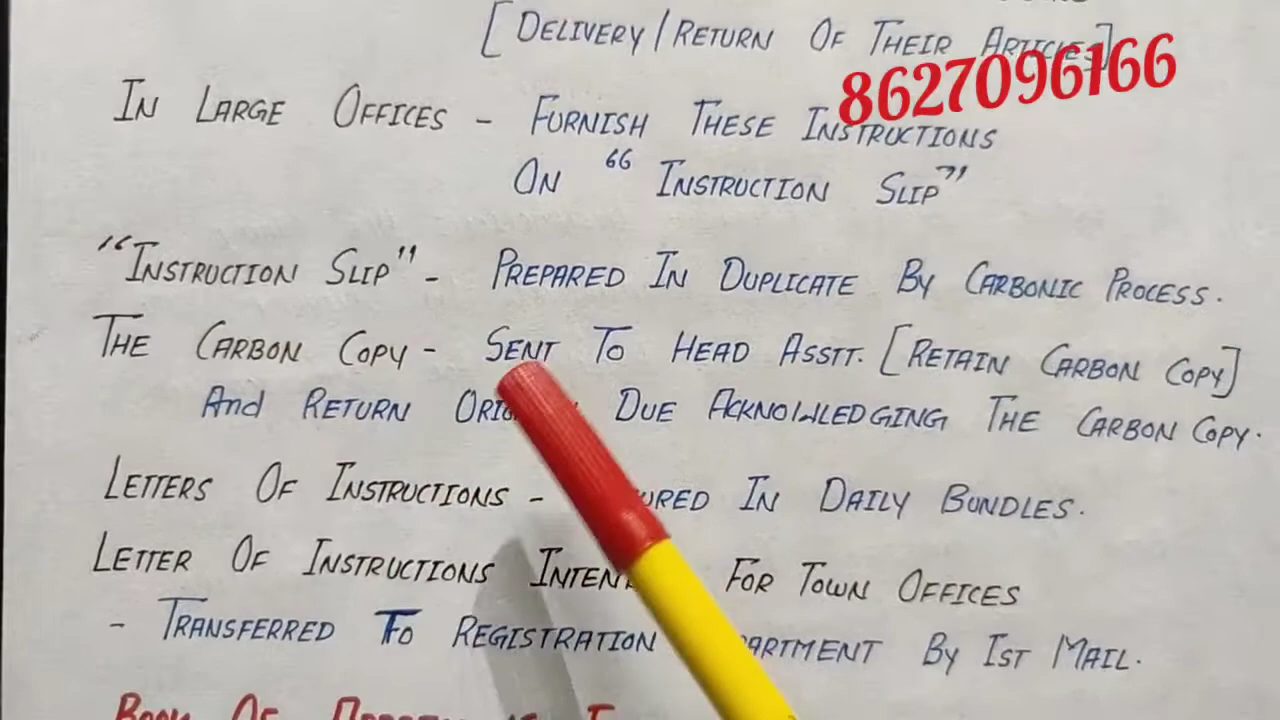 [DELIVERY/RETURN OF THEIR ARTICLES]
8627096166
IN LARGE OFFICES - FURNISH THESE INSTRUCTIONS
ON "INSTRUCTION SLIP"
"INSTRUCTION SLIP" - PREPARED IN DUPLICATE BY CARBONIC PROCESS.
THE CARBON COPY - SENT TO HEAD ASSTT. [RETAIN CARBON COPY]
And RETURN DUE ACKNOWLEDGING THE CARBON COPY.
LETTERS OF INSTRUCTIONS - IN DAILY BUNDLES.
LETTER OF INSTRUCTIONS FOR TOWN OFFICES
- TRANSFERRED TO REGISTRATION BY IST MAIL.
BOOK OF